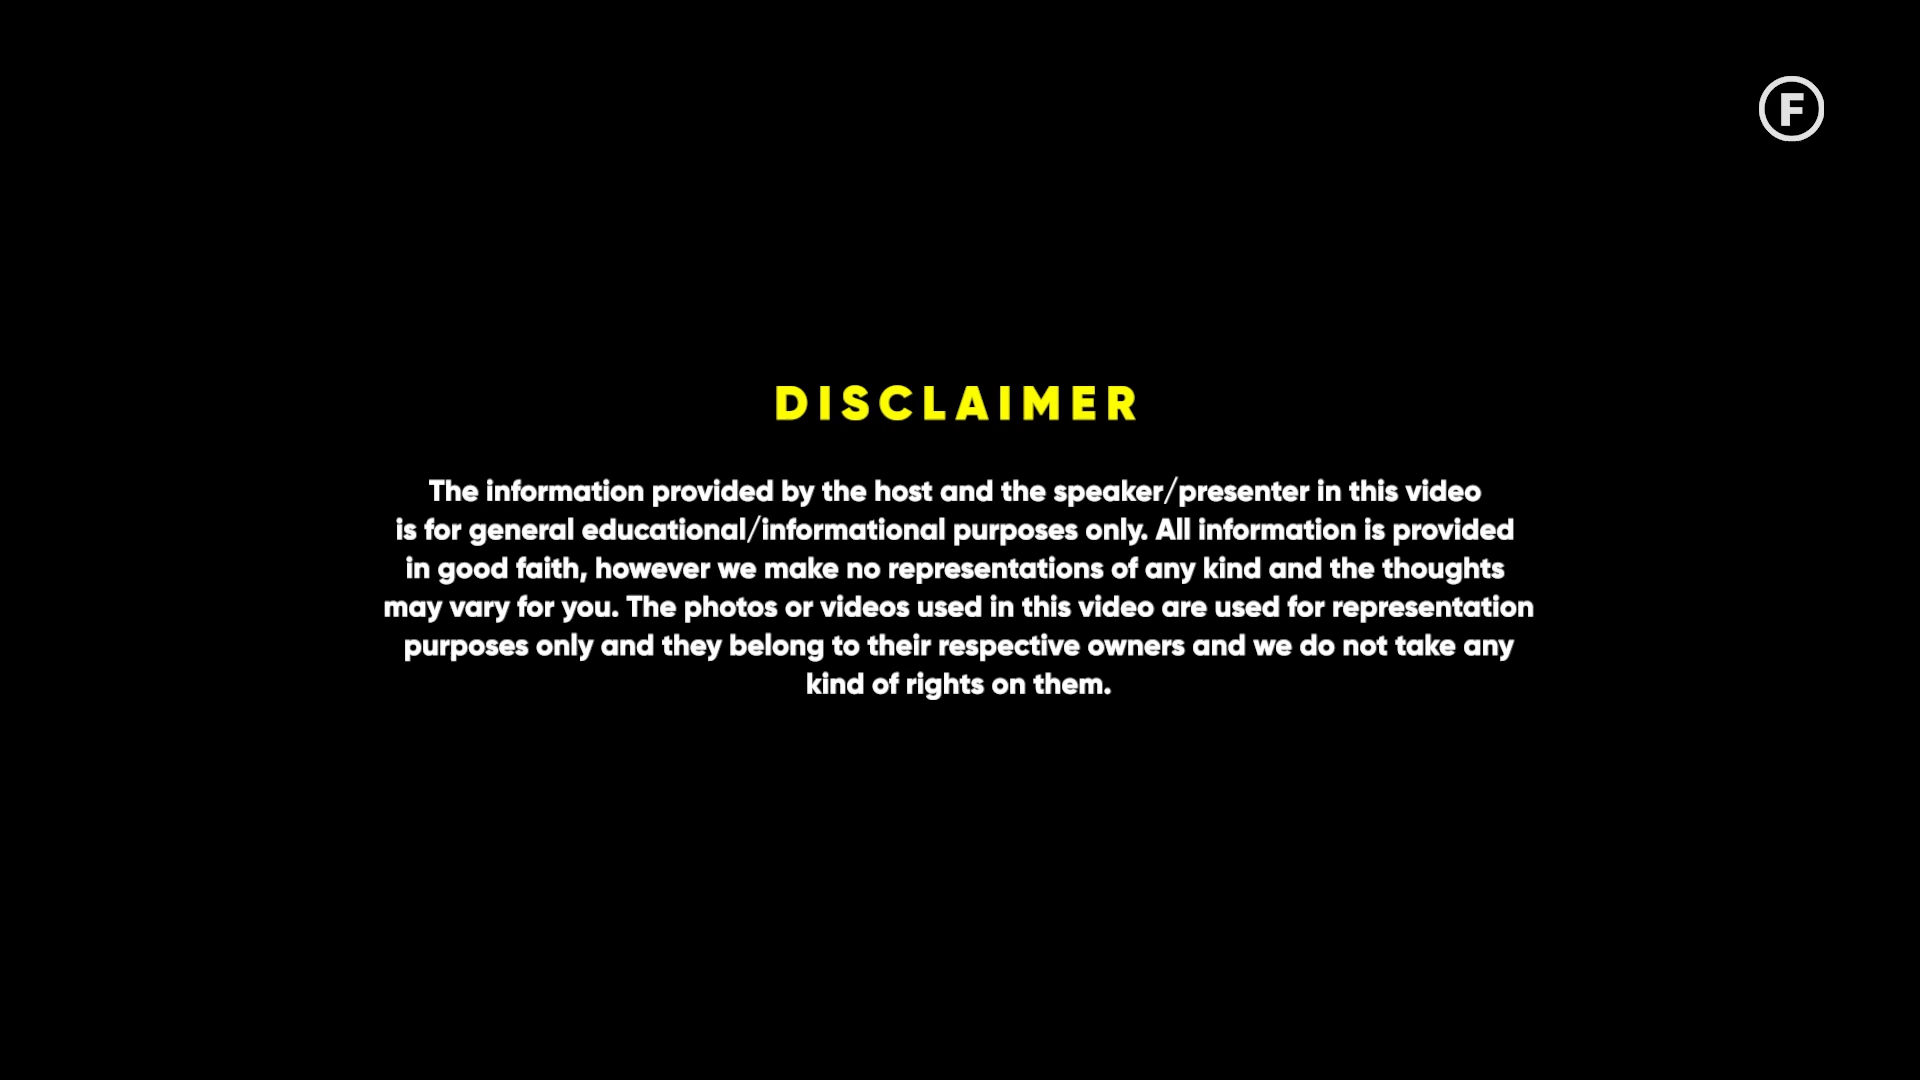 F
DISCLAIMER
The information provided by the host and the speaker/presenter in this video
is for general educational/informational purposes only. All information is provided
in good faith, however we make no representations of any kind and the thoughts
may vary for you. The photos or videos used in this video are used for representation
purposes only and they belong to their respective owners and we do not take any
kind of rights on them.